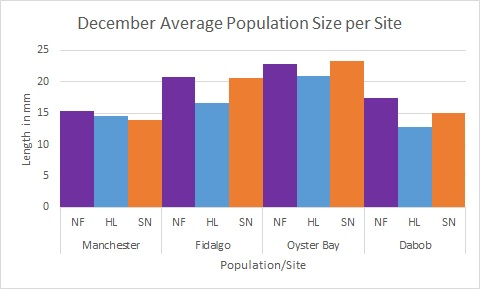 December Average Population Size per Site
Length in mm
25
20
15
10
5
0
NF HL SN NF HL SN NF HL SN NF HL SN
Manchester Fidalgo Oyster Bay Dabob
Population/Site